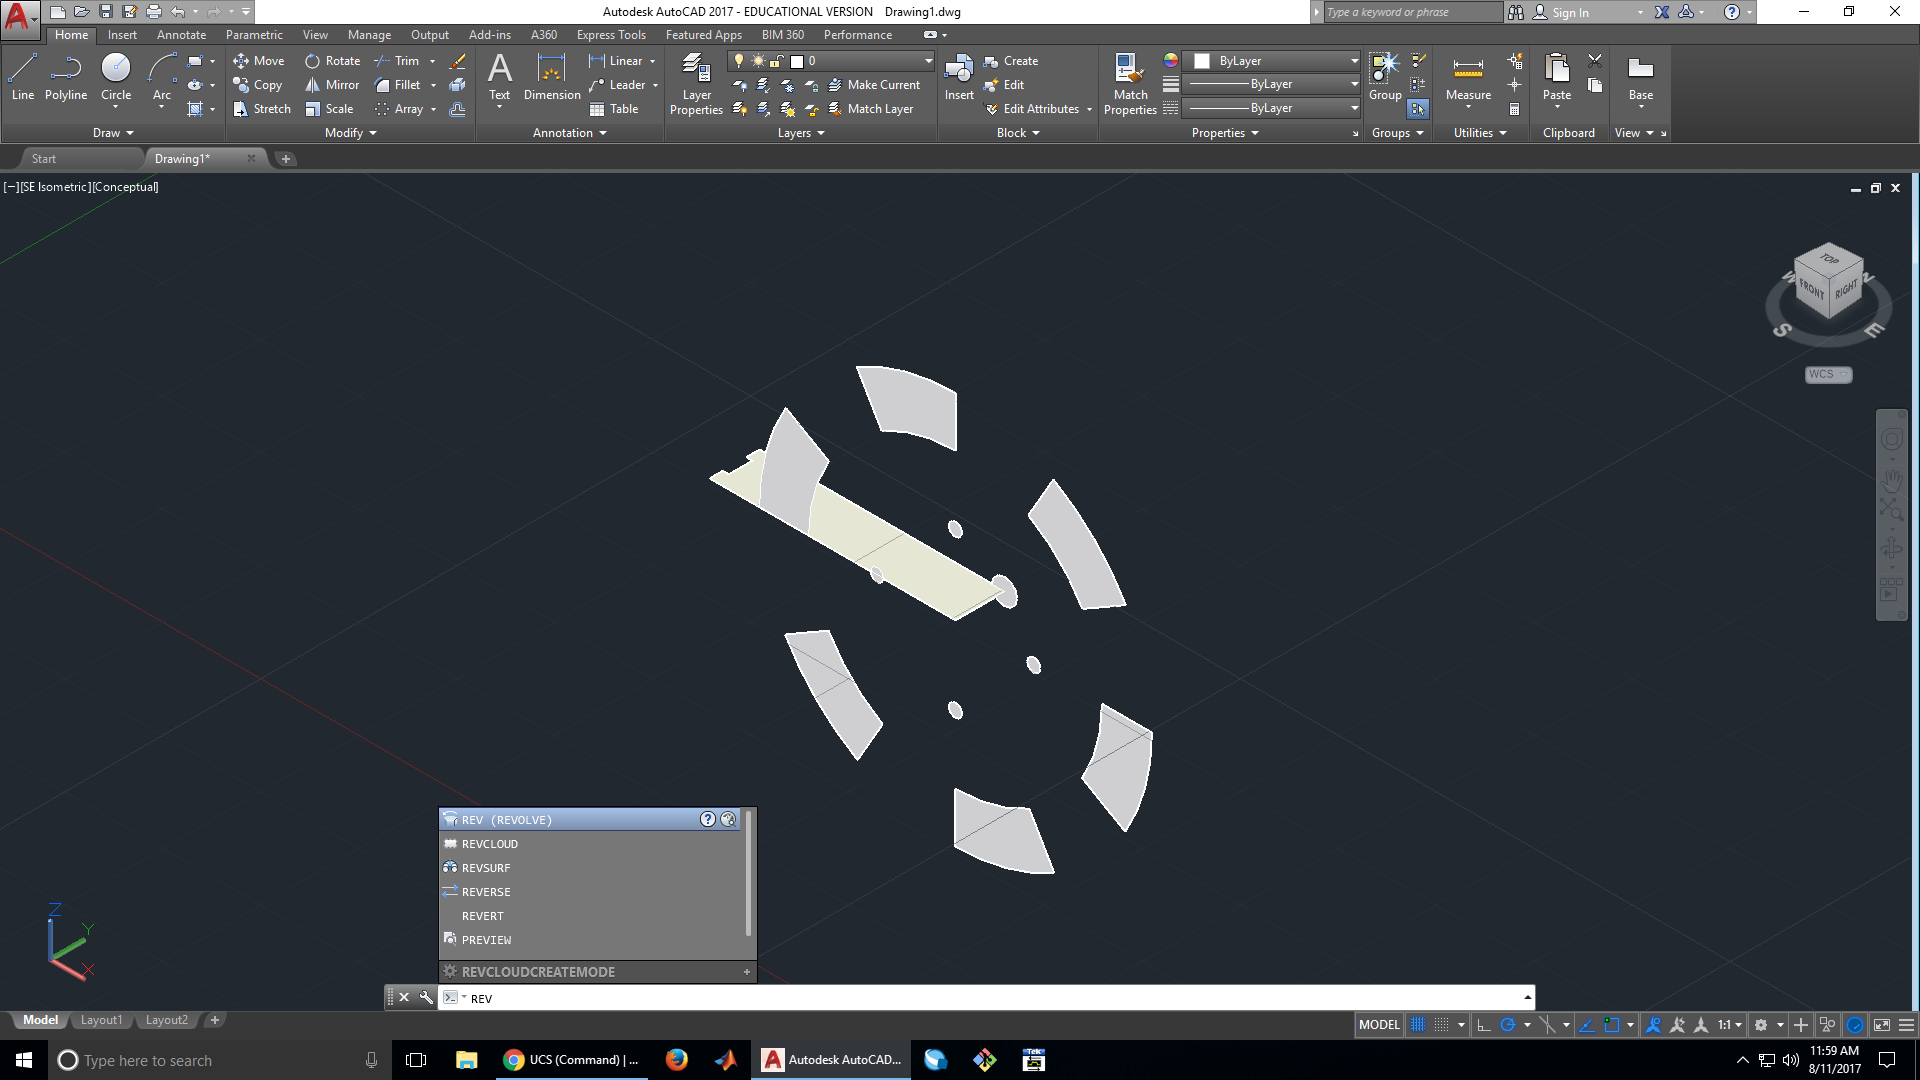 Autodesk AutoCAD 2017 - EDUCATIONAL VERSION Drawing1.dwg
Type a keyword or phrase
Sign In
Home Insert Annotate Parametric View Manage Output Add-ins A360 Express Tools Featured Apps BIM 360 Performance
Line Polyline Circle Arc
Move Rotate Trim
Copy Mirror Fillet
Stretch Scale Array
Text Dimension
Linear
Leader
Table
Layer Properties
0
Make Current
Match Layer
Insert
Create
Edit
Edit Attributes
Match Properties
ByLayer
ByLayer
ByLayer
Group
Measure
Paste
Base
Draw Modify Annotation Layers Block Properties Groups Utilities Clipboard View
Start Drawing1*
[−][SE Isometric][Conceptual]
TOP
FRONT
RIGHT
W
N
S
E
WCS
REV (REVOLVE)
REVCLOUD
REVSURF
REVERSE
REVERT
PREVIEW
REVCLOUDCREATEMODE
REV
Z
Y
X
Model Layout1 Layout2
MODEL 1:1
Type here to search
UCS (Command) | ...
Autodesk AutoCAD...
Tek
11:59 AM
8/11/2017